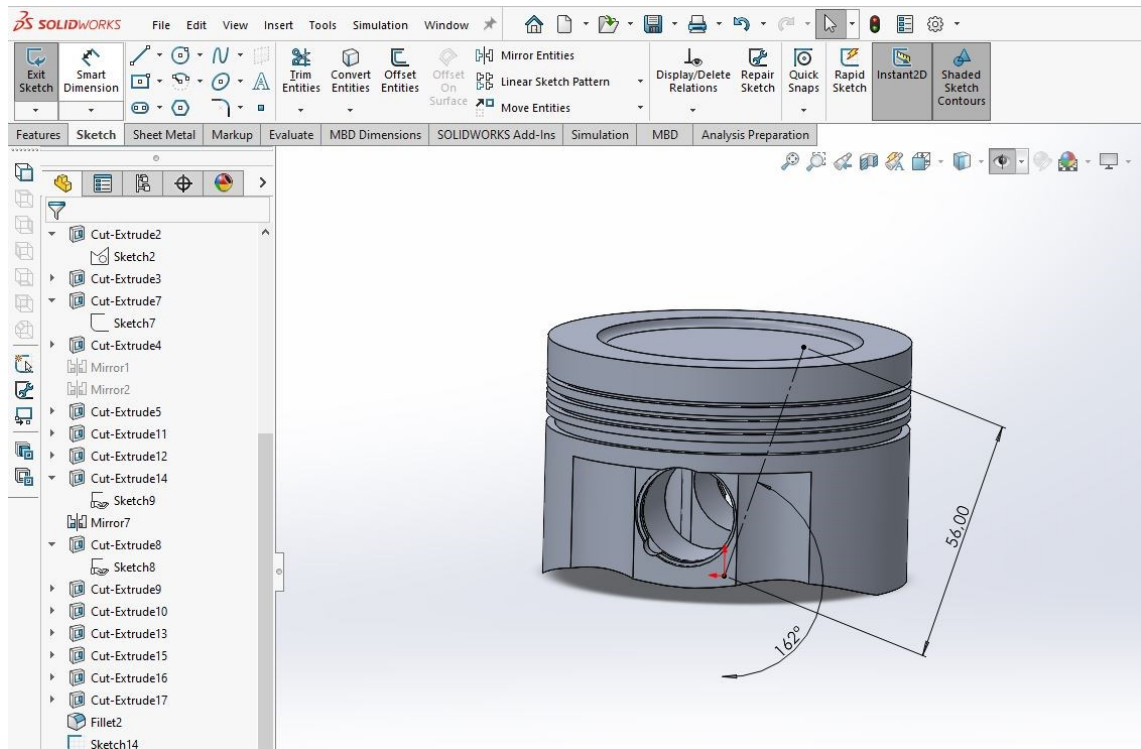 SOLIDWORKS File Edit View Insert Tools Simulation Window
Exit Sketch
Smart Dimension
Trim Entities
Convert Entities
Offset Entities
Offset On Surface
Mirror Entities
Linear Sketch Pattern
Move Entities
Display/Delete Relations
Repair Sketch
Quick Snaps
Rapid Sketch
Instant2D
Shaded Sketch Contours
Features Sketch Sheet Metal Markup Evaluate MBD Dimensions SOLIDWORKS Add-Ins Simulation MBD Analysis Preparation
Cut-Extrude2
Sketch2
Cut-Extrude3
Cut-Extrude7
Sketch7
Cut-Extrude4
Mirror1
Mirror2
Cut-Extrude5
Cut-Extrude11
Cut-Extrude12
Cut-Extrude14
Sketch9
Mirror7
Cut-Extrude8
Sketch8
Cut-Extrude9
Cut-Extrude10
Cut-Extrude13
Cut-Extrude15
Cut-Extrude16
Cut-Extrude17
Fillet2
Sketch14
56,00
162°